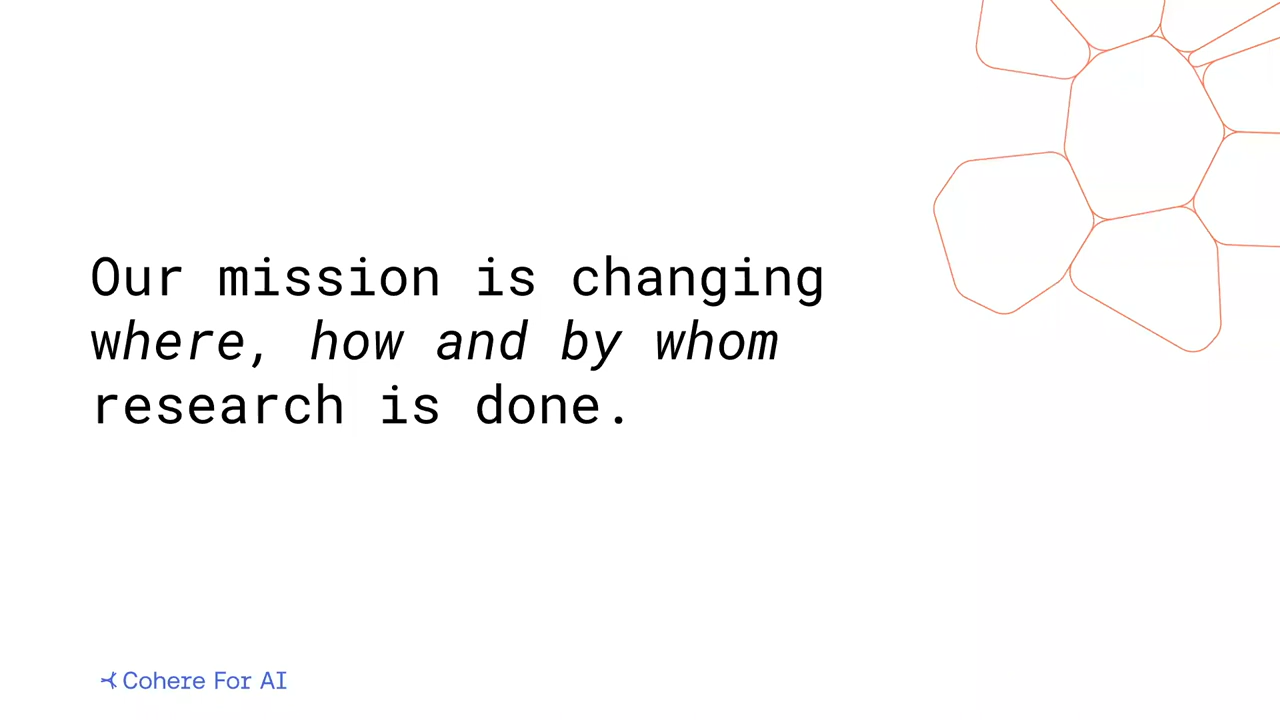 Our mission is changing
where, how and by whom
research is done.
Cohere For AI